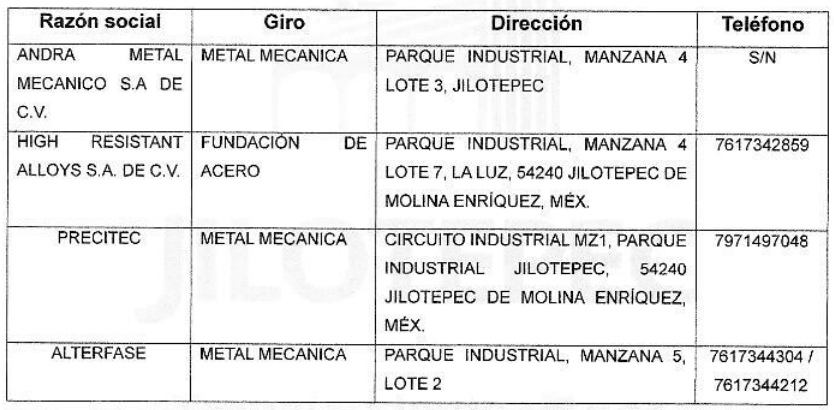 Razón social Giro Dirección Teléfono
ANDRA METAL METAL MECANICA PARQUE INDUSTRIAL, MANZANA 4 S/N
MECANICO S.A DE LOTE 3, JILOTEPEC
C.V.
HIGH RESISTANT FUNDACIÓN DE PARQUE INDUSTRIAL, MANZANA 4 7617342859
ALLOYS S.A. DE C.V. ACERO LOTE 7, LA LUZ, 54240 JILOTEPEC DE
MOLINA ENRÍQUEZ, MÉX.
PRECITEC METAL MECANICA CIRCUITO INDUSTRIAL MZ1, PARQUE 7971497048
INDUSTRIAL JILOTEPEC, 54240
JILOTEPEC DE MOLINA ENRÍQUEZ,
MÉX.
ALTERFASE METAL MECANICA PARQUE INDUSTRIAL, MANZANA 5, 7617344304 /
LOTE 2 7617344212
JILOTEPEC